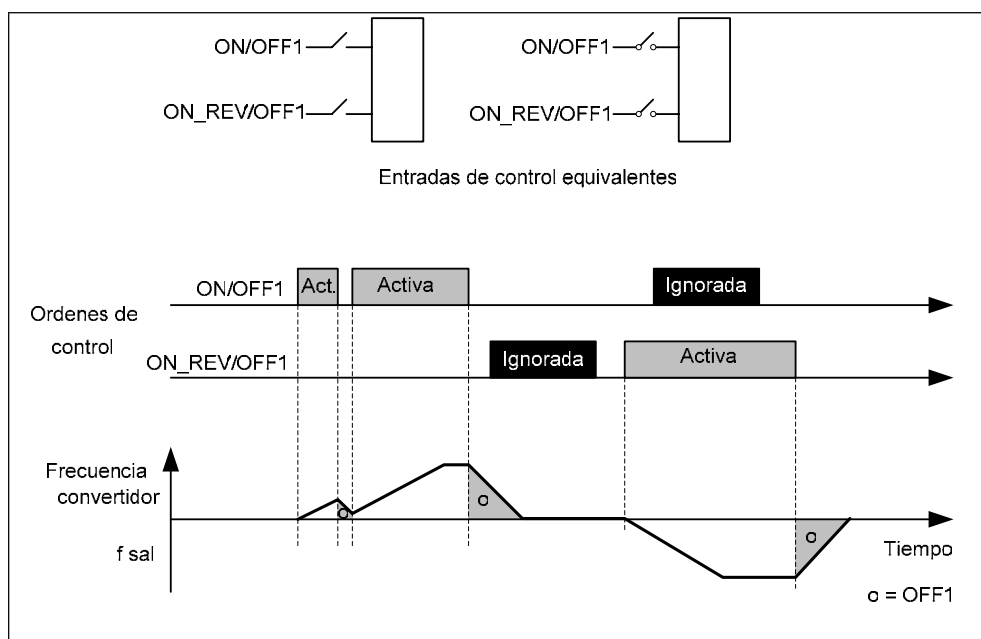 ON/OFF1
ON/OFF1
ON_REV/OFF1
ON_REV/OFF1
Entradas de control equivalentes
ON/OFF1
Act.
Activa
Ignorada
Ordenes de
control
ON_REV/OFF1
Ignorada
Activa
Frecuencia
convertidor
f sal
o
o
o
Tiempo
o = OFF1